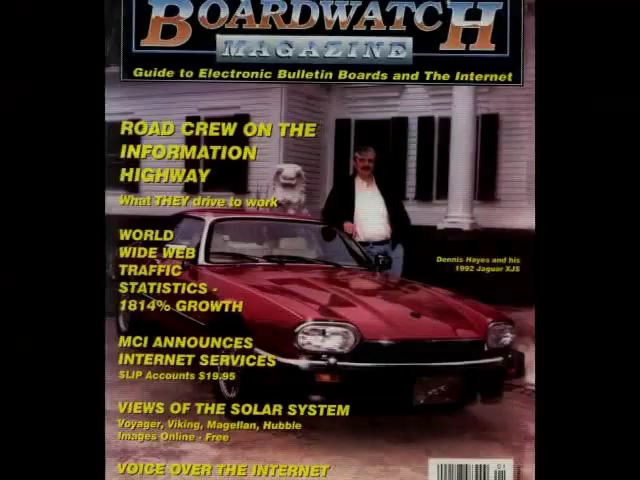 BOARDWATCH
MAGAZINE
Guide to Electronic Bulletin Boards and The Internet
ROAD CREW ON THE
INFORMATION
HIGHWAY
What THEY drive to work
WORLD
WIDE WEB
TRAFFIC
STATISTICS -
1814% GROWTH
Dennis Hayes and his
1992 Jaguar XJS
MCI ANNOUNCES
INTERNET SERVICES
SLIP Accounts $19.95
VIEWS OF THE SOLAR SYSTEM
Voyager, Viking, Magellan, Hubble
Images Online - Free
VOICE OVER THE INTERNET
01